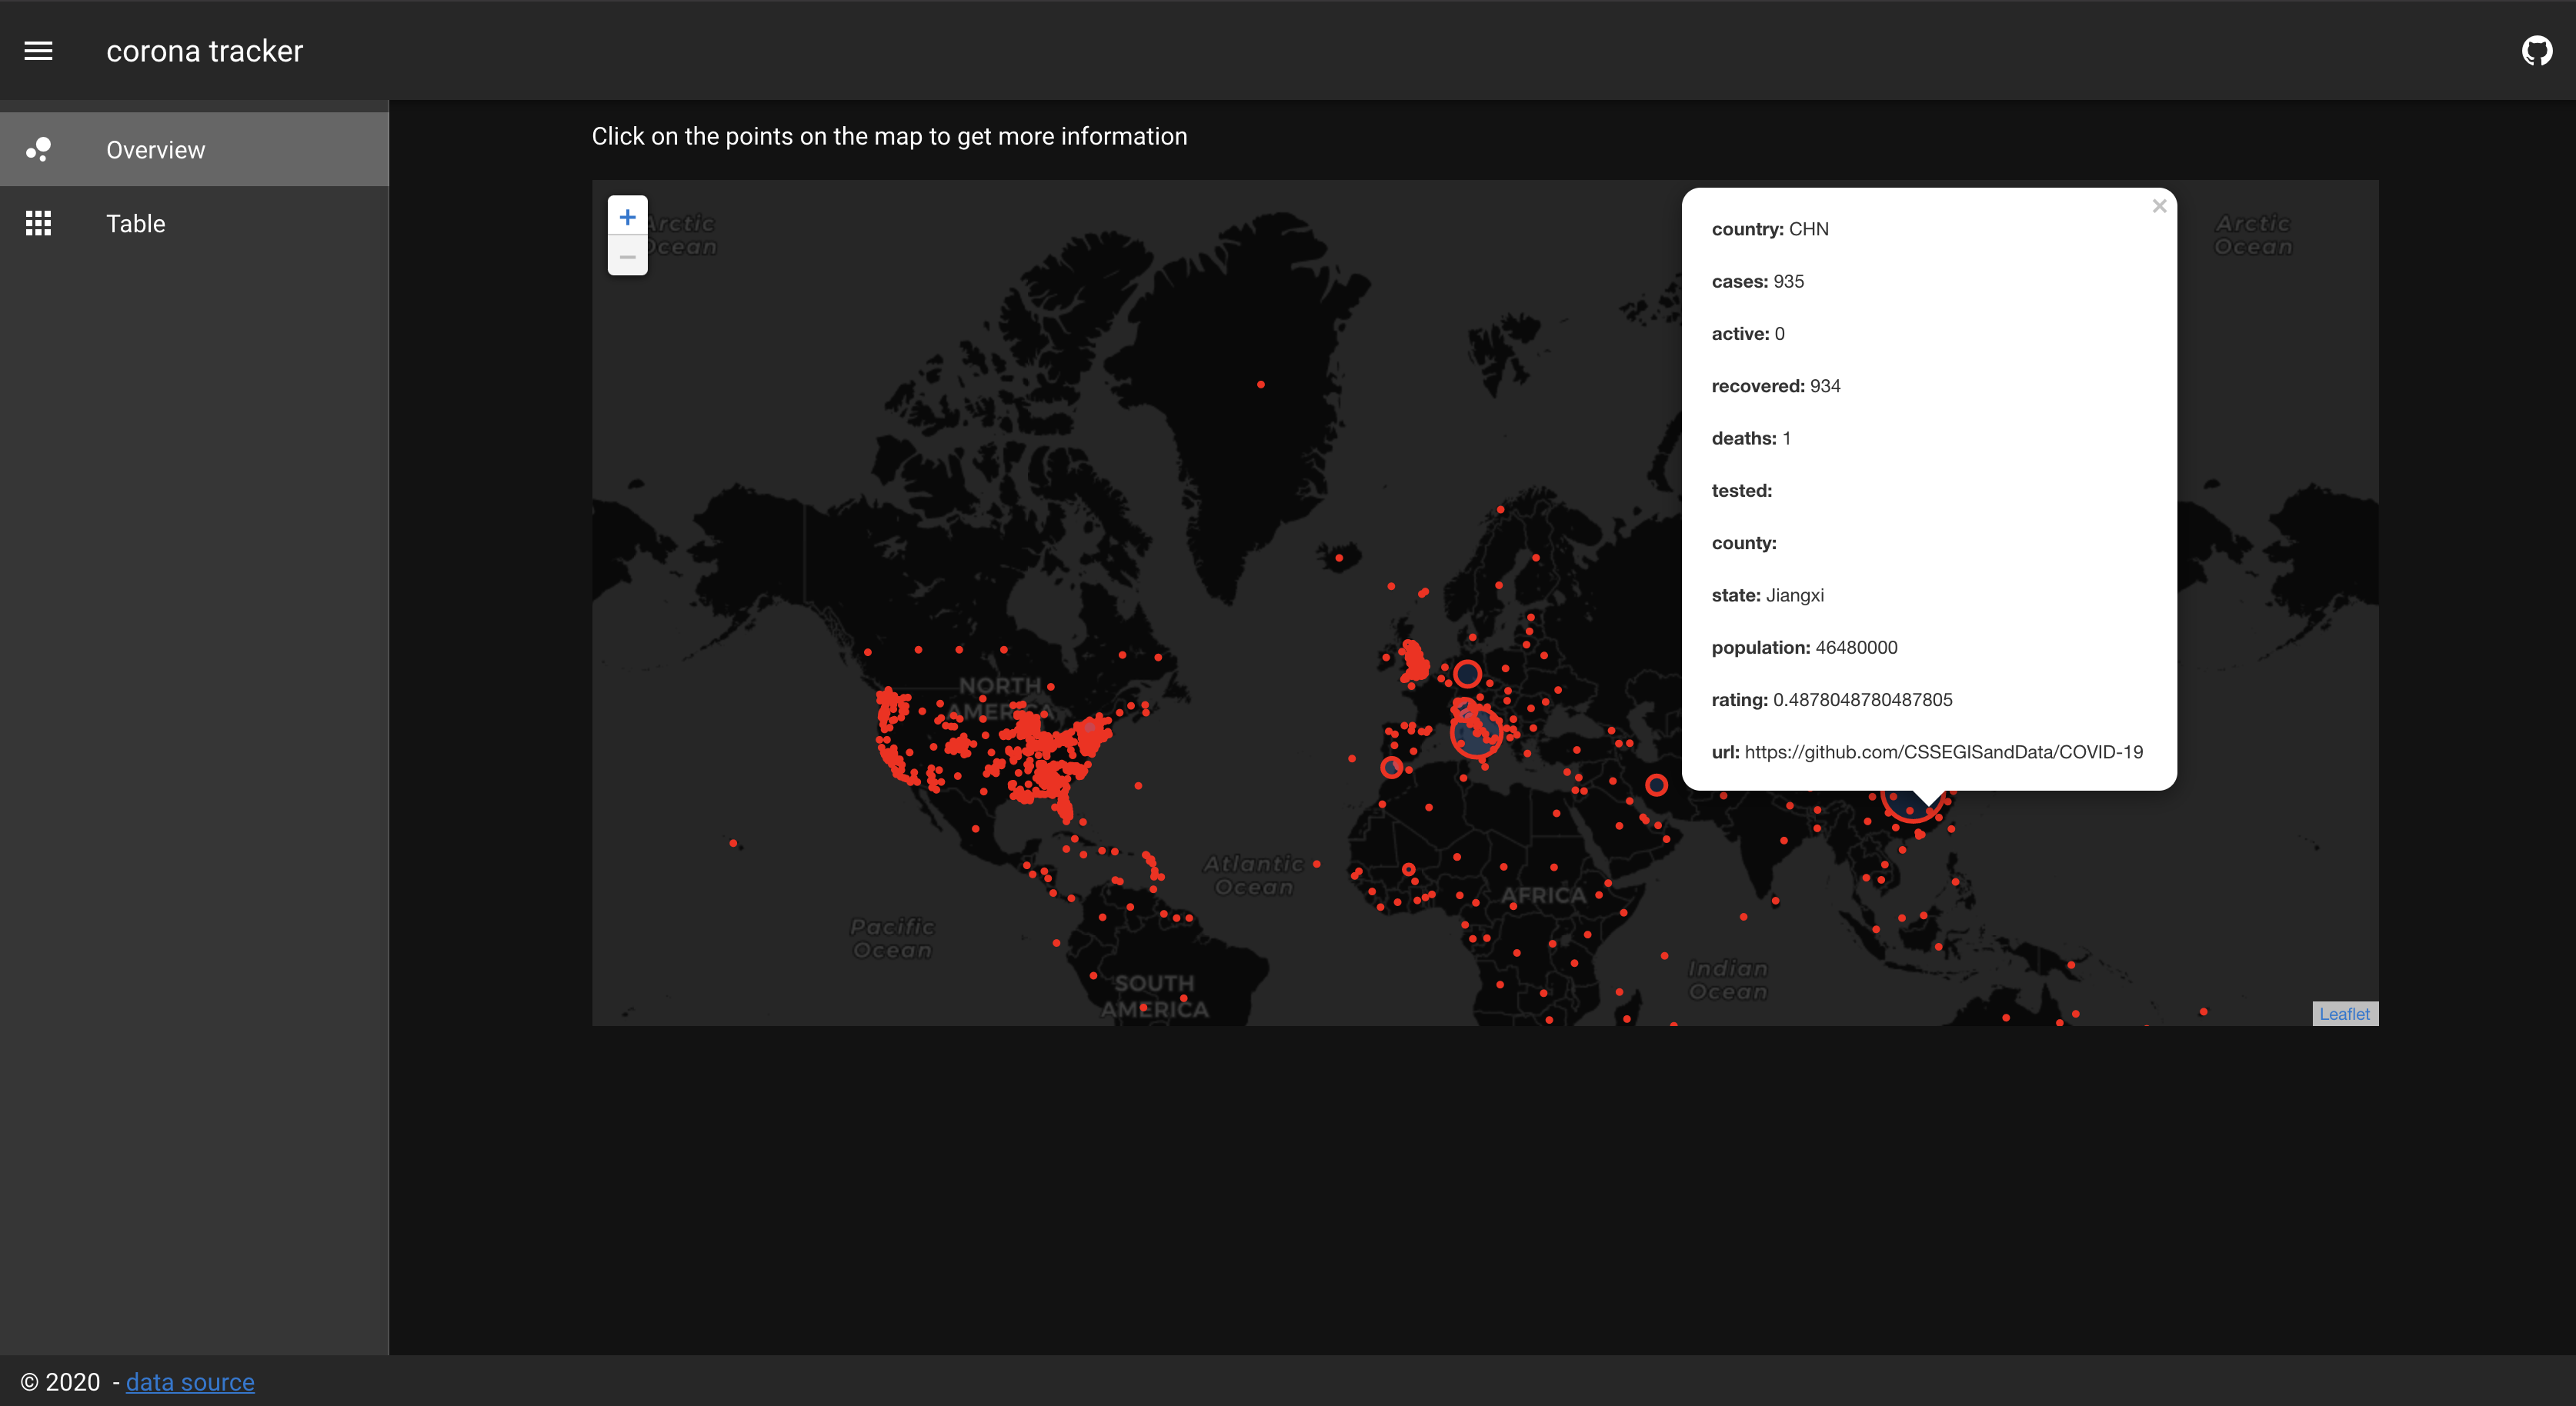 corona tracker
Overview
Table
Click on the points on the map to get more information
+
−
Arctic
Ocean
Arctic
Ocean
×
country: CHN
cases: 935
active: 0
recovered: 934
deaths: 1
tested:
county:
state: Jiangxi
population: 46480000
rating: 0.4878048780487805
url: https://github.com/CSSEGISandData/COVID-19
NORTH
AMERICA
Atlantic
Ocean
AFRICA
Pacific
Ocean
Indian
Ocean
SOUTH
AMERICA
Leaflet
© 2020 - data source